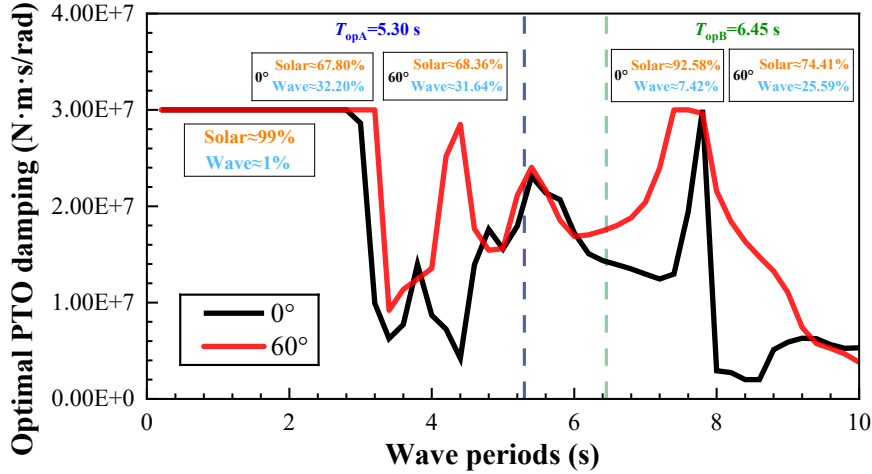 4.00E+7
3.00E+7
2.00E+7
1.00E+7
0.00E+0
Optimal PTO damping (N·m·s/rad)
TopA=5.30 s
TopB=6.45 s
0°
Solar≈67.80%
Wave≈32.20%
60°
Solar≈68.36%
Wave≈31.64%
0°
Solar≈92.58%
Wave≈7.42%
60°
Solar≈74.41%
Wave≈25.59%
Solar≈99%
Wave≈1%
0°
60°
0 2 4 6 8 10
Wave periods (s)